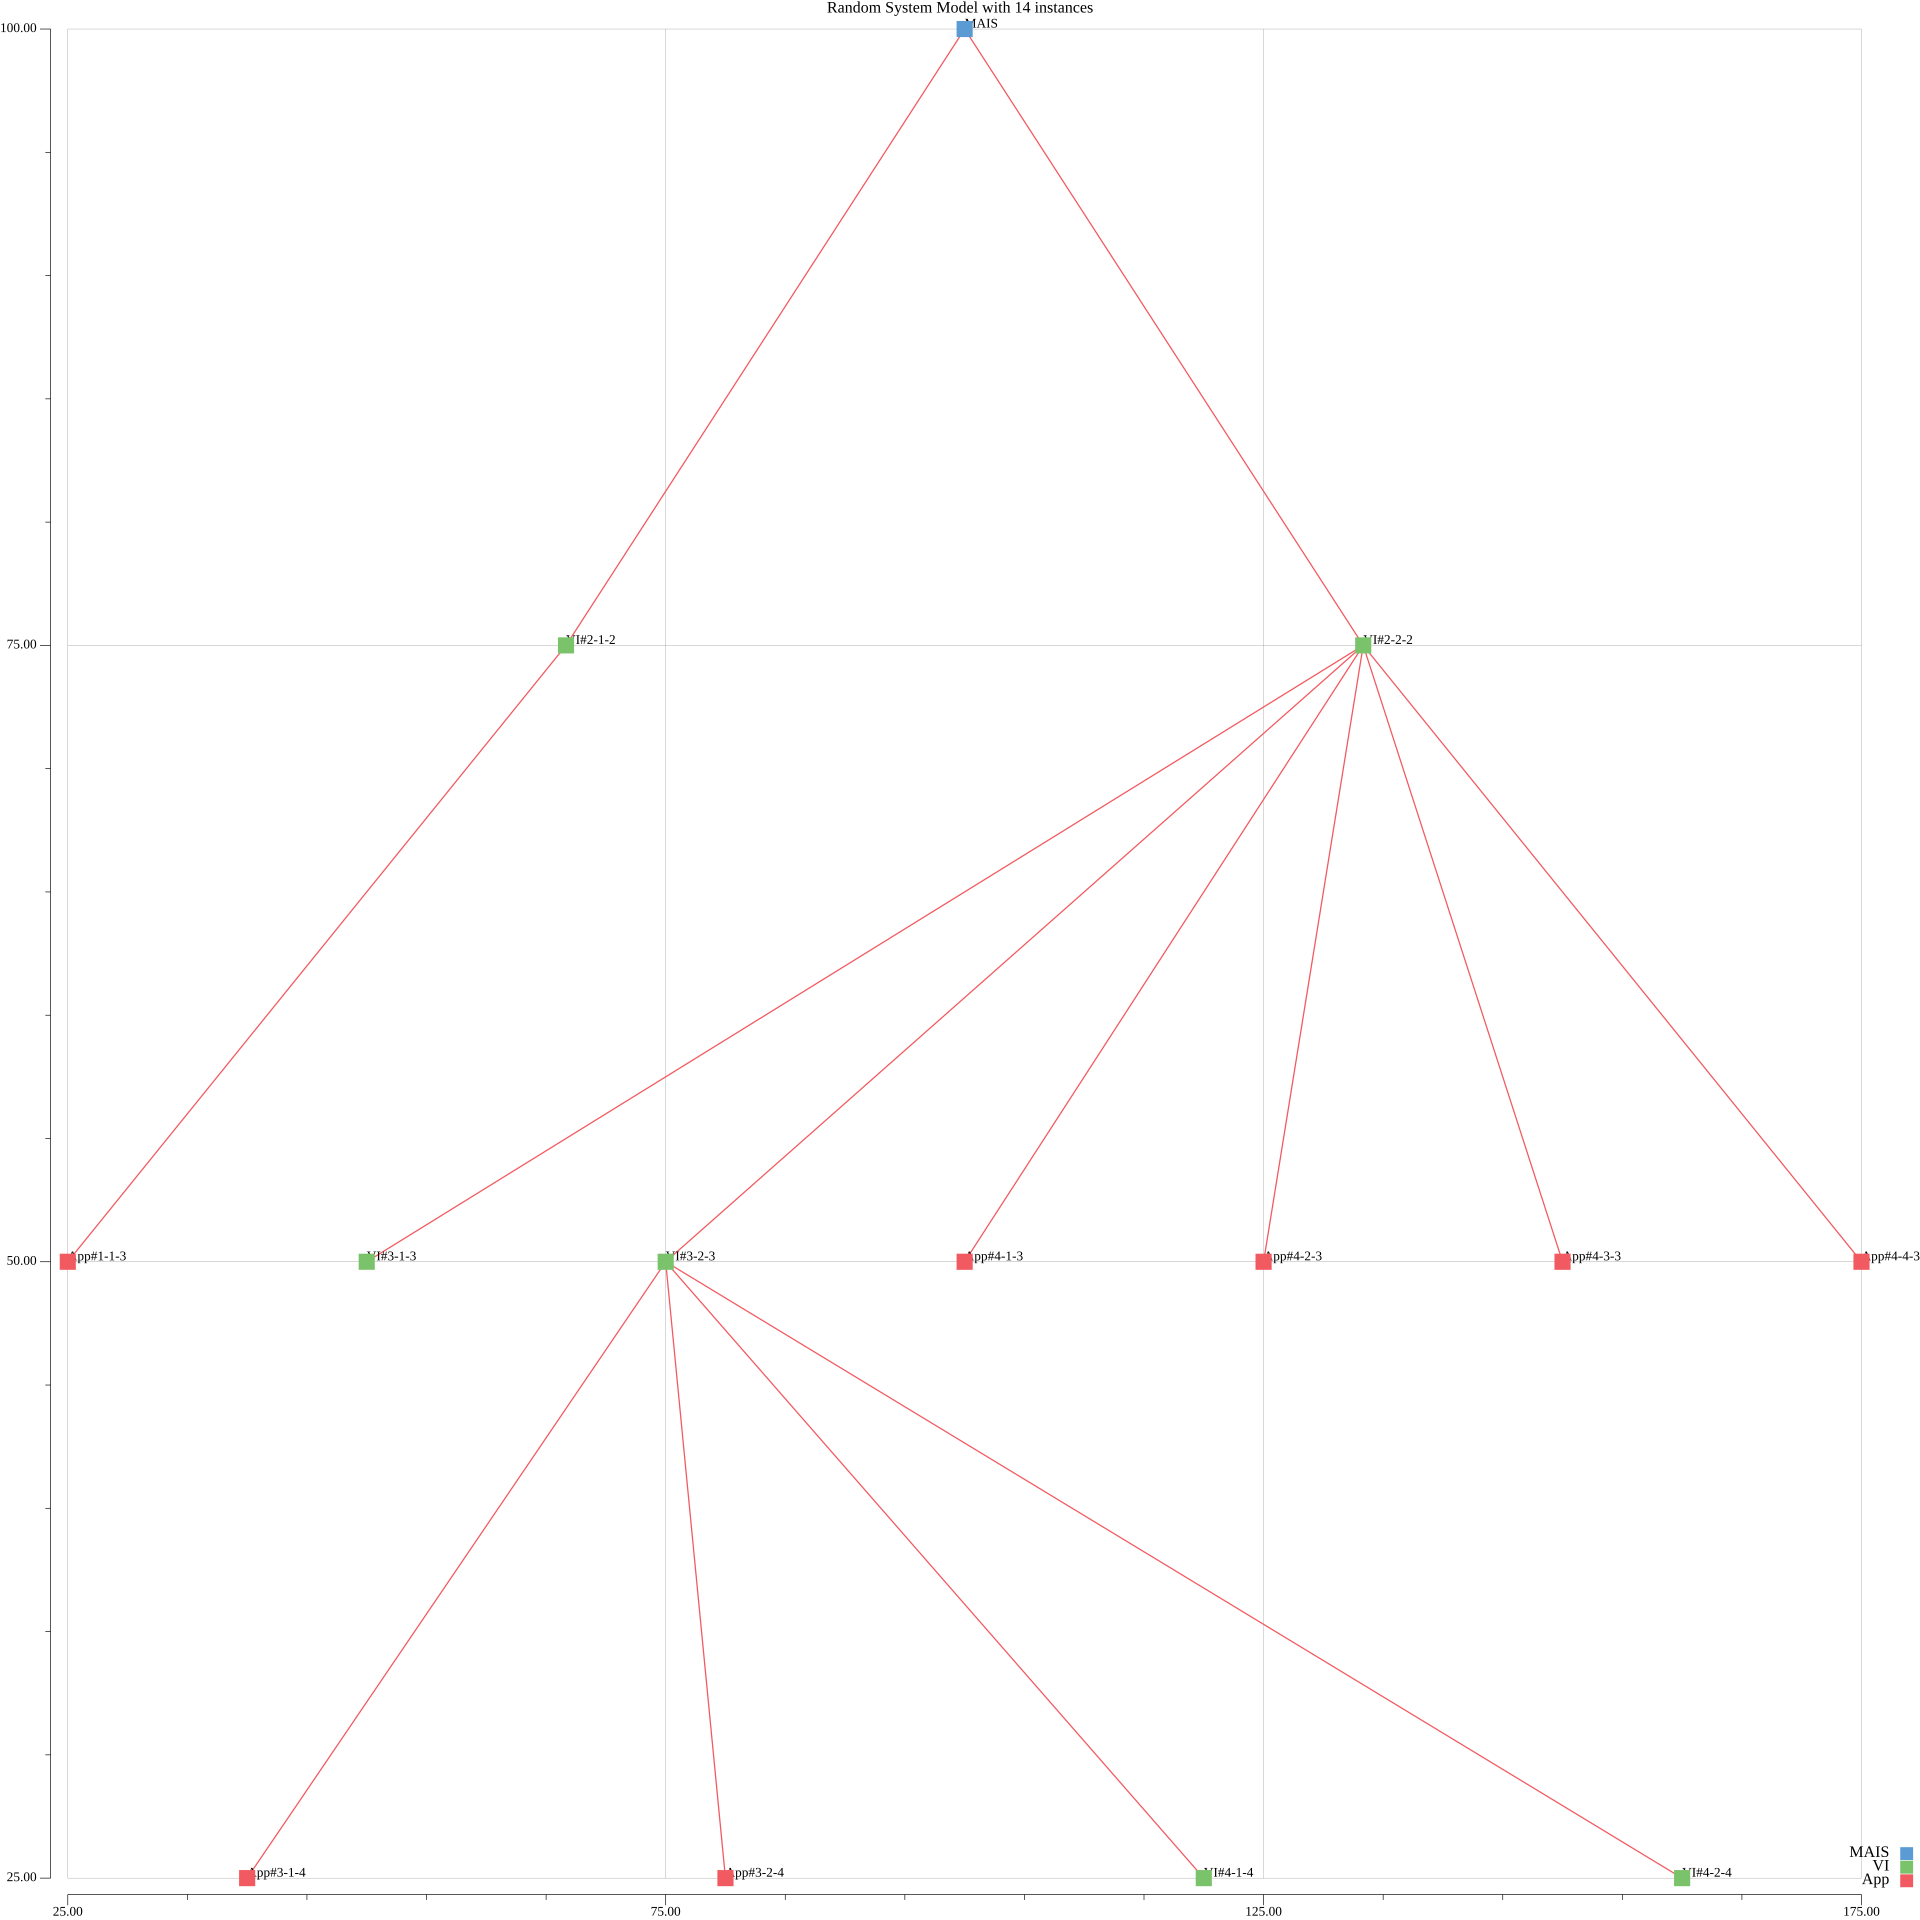 Random System Model with 14 instances
100.00
MAIS
75.00
VI#2-1-2
VI#2-2-2
50.00
App#1-1-3
VI#3-1-3
VI#3-2-3
App#4-1-3
App#4-2-3
App#4-3-3
App#4-4-3
25.00
App#3-1-4
App#3-2-4
VI#4-1-4
VI#4-2-4
MAIS
VI
App
25.00
75.00
125.00
175.00